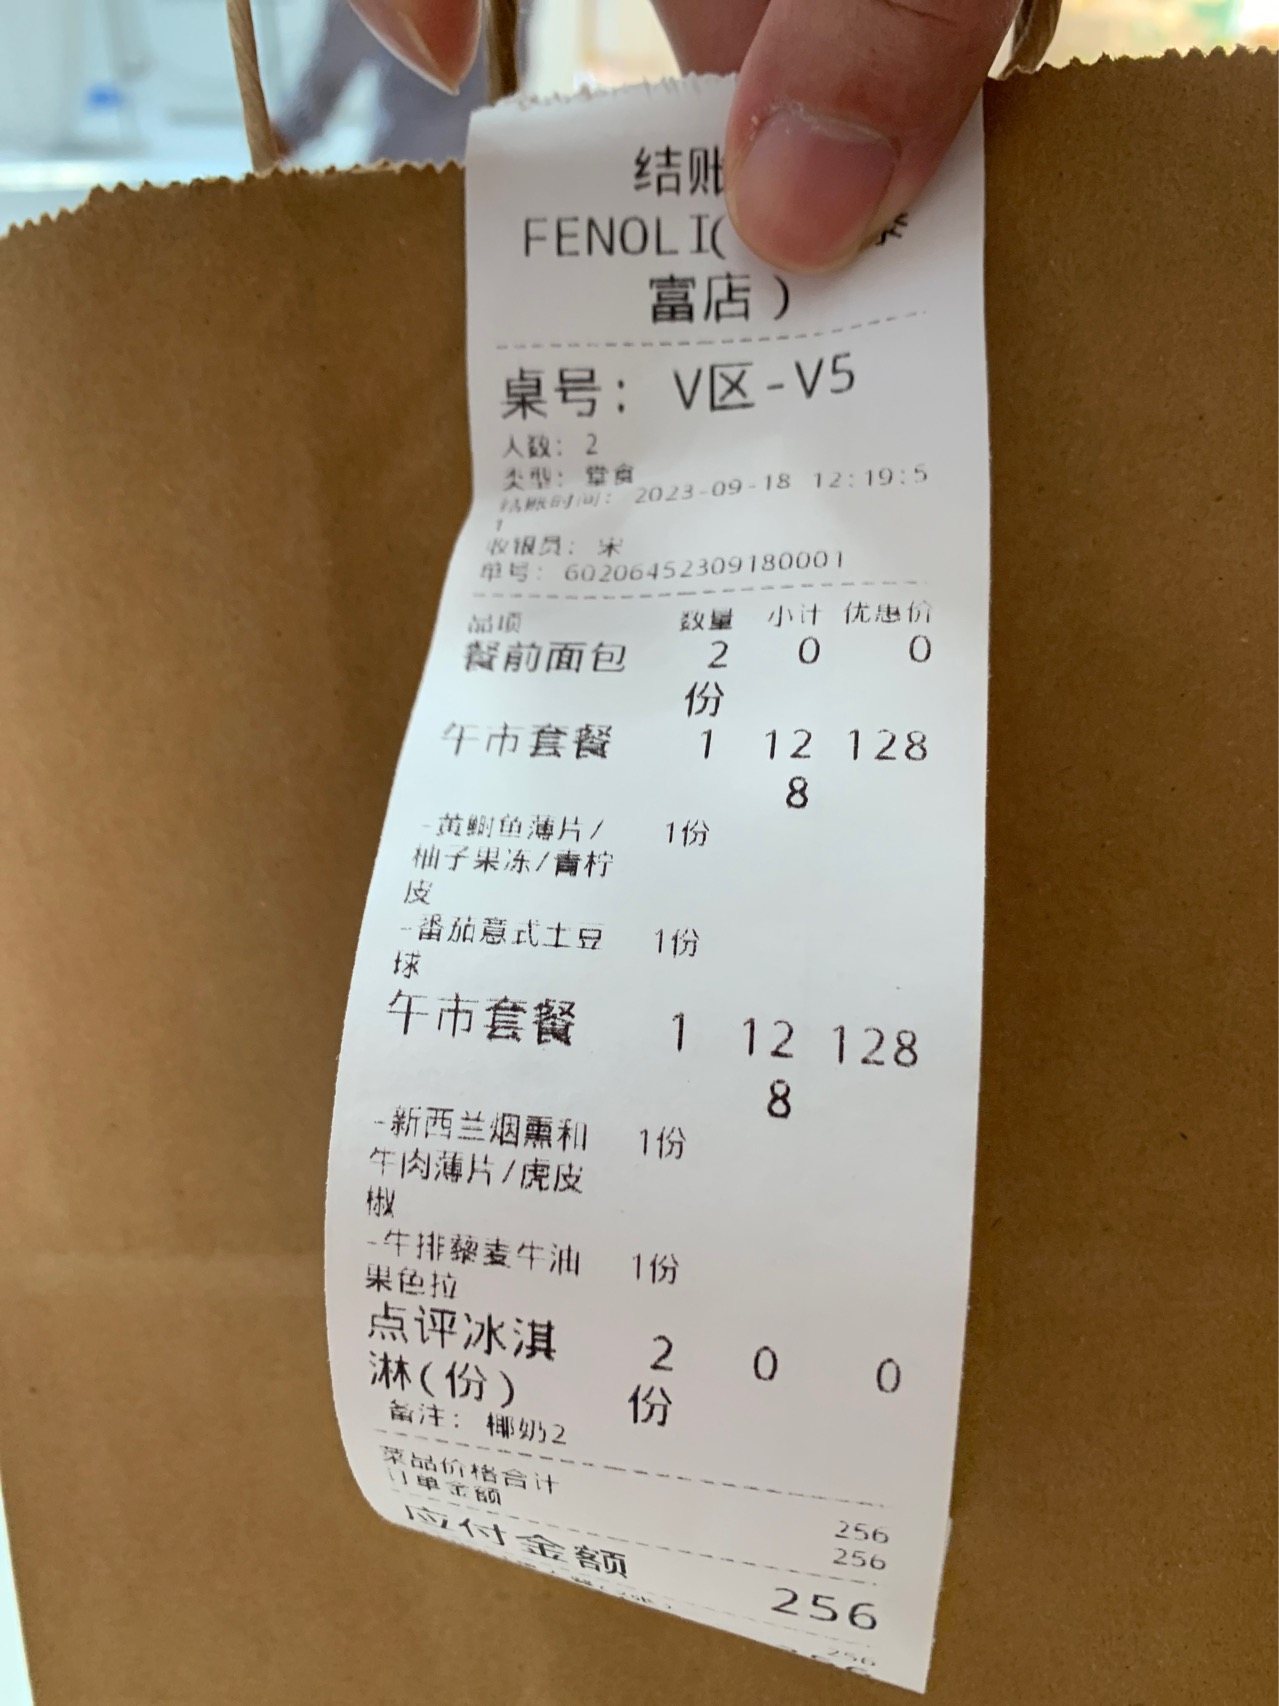 结账
FENOLI(
富店)
桌号: V区-V5
人数: 2
类型: 堂食
结账时间: 2023-09-18 12:19:5
1
收银员: 宋
单号: 60206452309180001
品项 数量 小计 优惠价
餐前面包 2 0 0
份
午市套餐 1 12 128
8
-黄鰤鱼薄片/ 1份
柚子果冻/青柠
皮
-番茄意式土豆 1份
球
午市套餐 1 12 128
8
-新西兰烟熏和 1份
牛肉薄片/虎皮
椒
-牛排藜麦牛油 1份
果色拉
点评冰淇 2 0 0
淋(份) 份
备注: 椰奶2
菜品价格合计 256
订单金额 256
应付金额 256
256